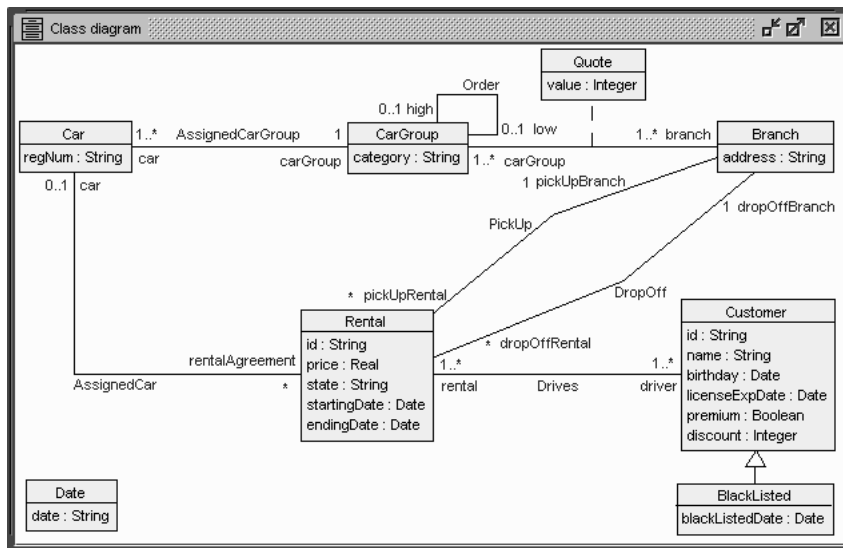 Class diagram
Quote
value : Integer
Order
0..1 high
0..1 low
Car
regNum : String
1..*
car
AssignedCarGroup
1
carGroup
CarGroup
category : String
1..* carGroup
1..* branch
Branch
address : String
0..1 car
1 pickUpBranch
1 dropOffBranch
PickUp
DropOff
* pickUpRental
* dropOffRental
Rental
id : String
price : Real
state : String
startingDate : Date
endingDate : Date
rentalAgreement
*
AssignedCar
1..*
rental
Drives
1..*
driver
Customer
id : String
name : String
birthday : Date
licenseExpDate : Date
premium : Boolean
discount : Integer
Date
date : String
BlackListed
blackListedDate : Date